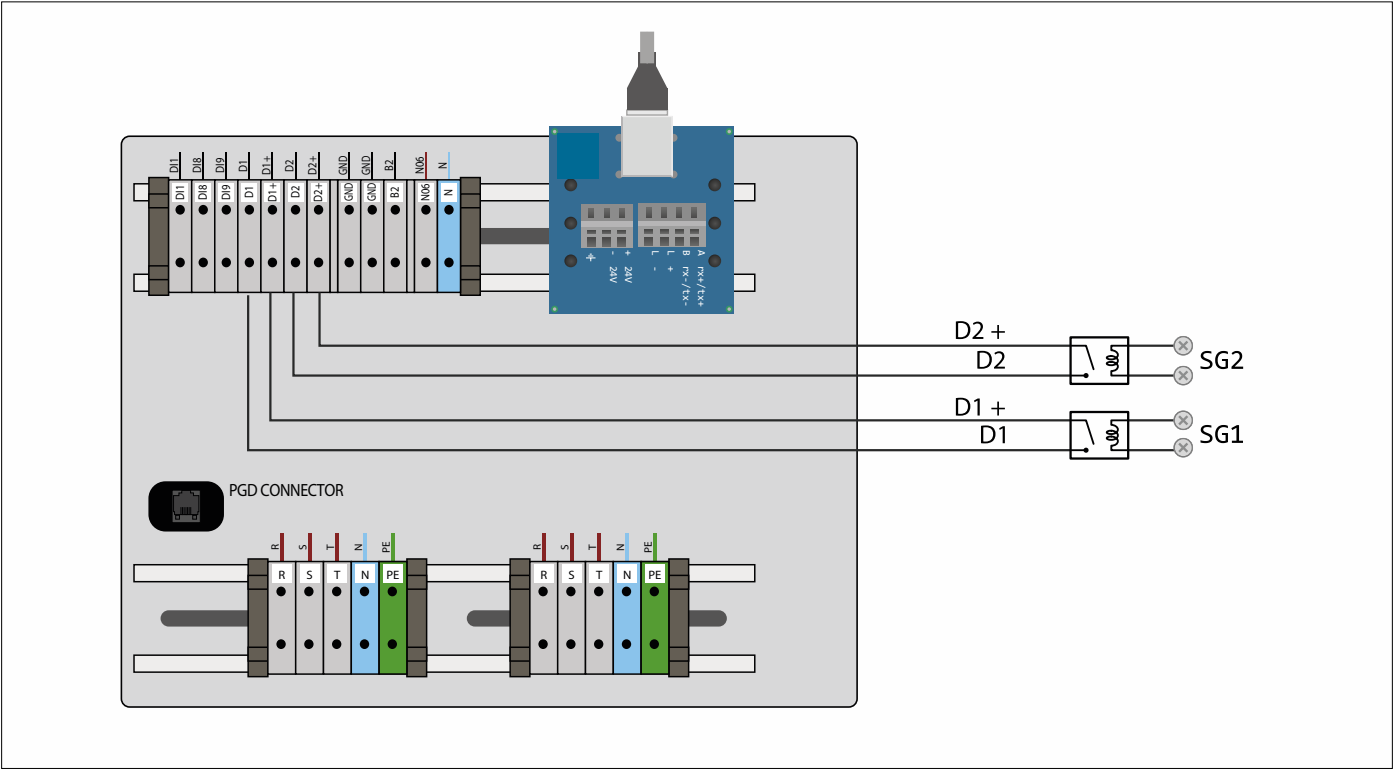 DI1 DI8 DI9 D1 D1+ D2 D2+ GND GND B2 N06 N
DI1 DI8 DI9 D1 D1+ D2 D2+ GND GND B2 N06 N
- 24V
+ 24V
L -
L +
B rx-/tx-
A rx+/tx+
D2 +
D2
SG2
D1 +
D1
SG1
PGD CONNECTOR
R S T N PE
R S T N PE
R S T N PE
R S T N PE